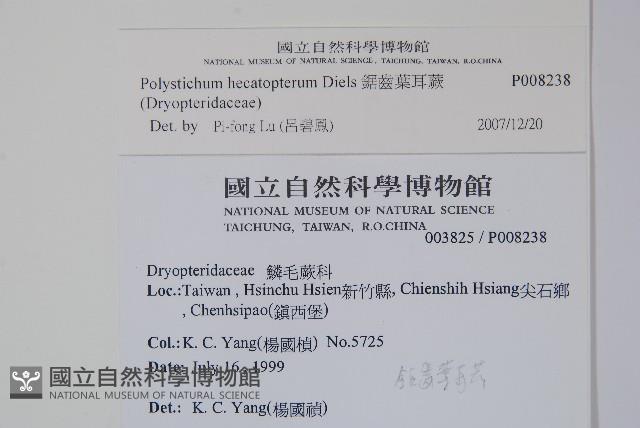 國立自然科學博物館
NATIONAL MUSEUM OF NATURAL SCIENCE, TAICHUNG, TAIWAN, R.O.CHINA
Polystichum hecatopterum Diels 鋸齒葉耳蕨 P008238
(Dryopteridaceae)
Det. by Pi-fong Lu (呂碧鳳) 2007/12/20
國立自然科學博物館
NATIONAL MUSEUM OF NATURAL SCIENCE
TAICHUNG, TAIWAN, R.O.CHINA
003825 / P008238
Dryopteridaceae 鱗毛蕨科
Loc.:Taiwan , Hsinchu Hsien新竹縣, Chienshih Hsiang尖石鄉
, Chenhsipao(鎮西堡)
Col.:K. C. Yang(楊國楨) No.5725
Date: July 16, 1999
Det.: K. C. Yang(楊國禎)
國立自然科學博物館
NATIONAL MUSEUM OF NATURAL SCIENCE